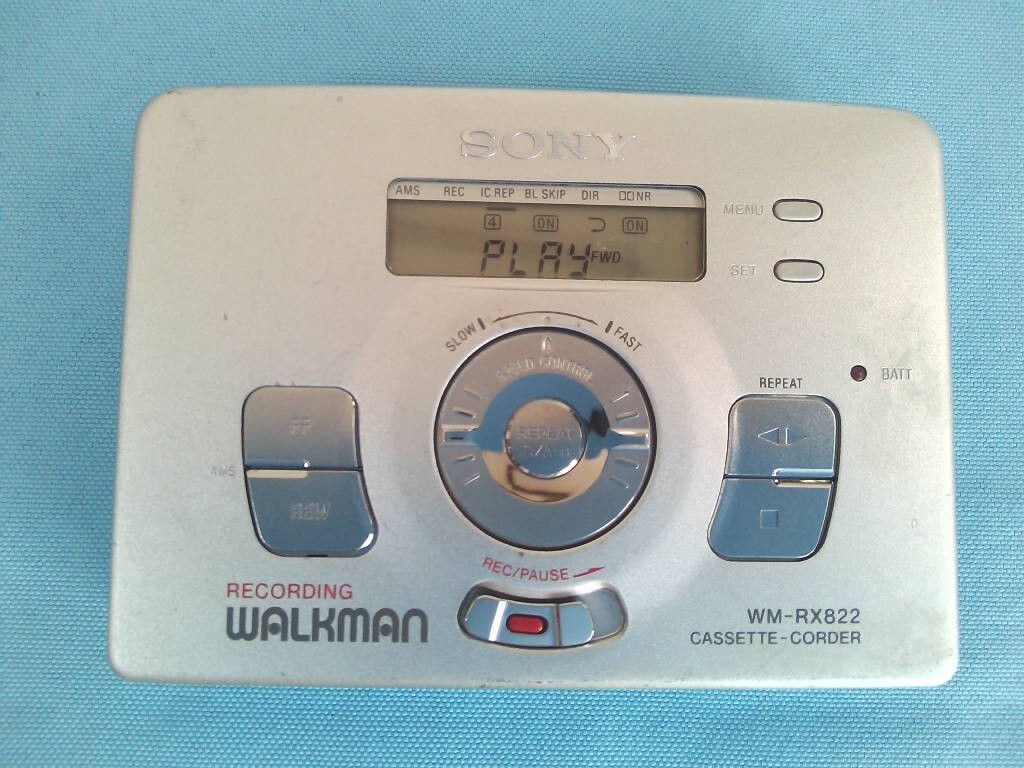 SONY
AMS REC IC REP BL SKIP DIR NR
4 ON ON
PLAY FWD
MENU
SET
SLOW FAST
SPEED CONTROL
REPEAT
BATT
REPEAT
FF
AMS
REW
REC/PAUSE
RECORDING
WALKMAN
WM-RX822
CASSETTE-CORDER